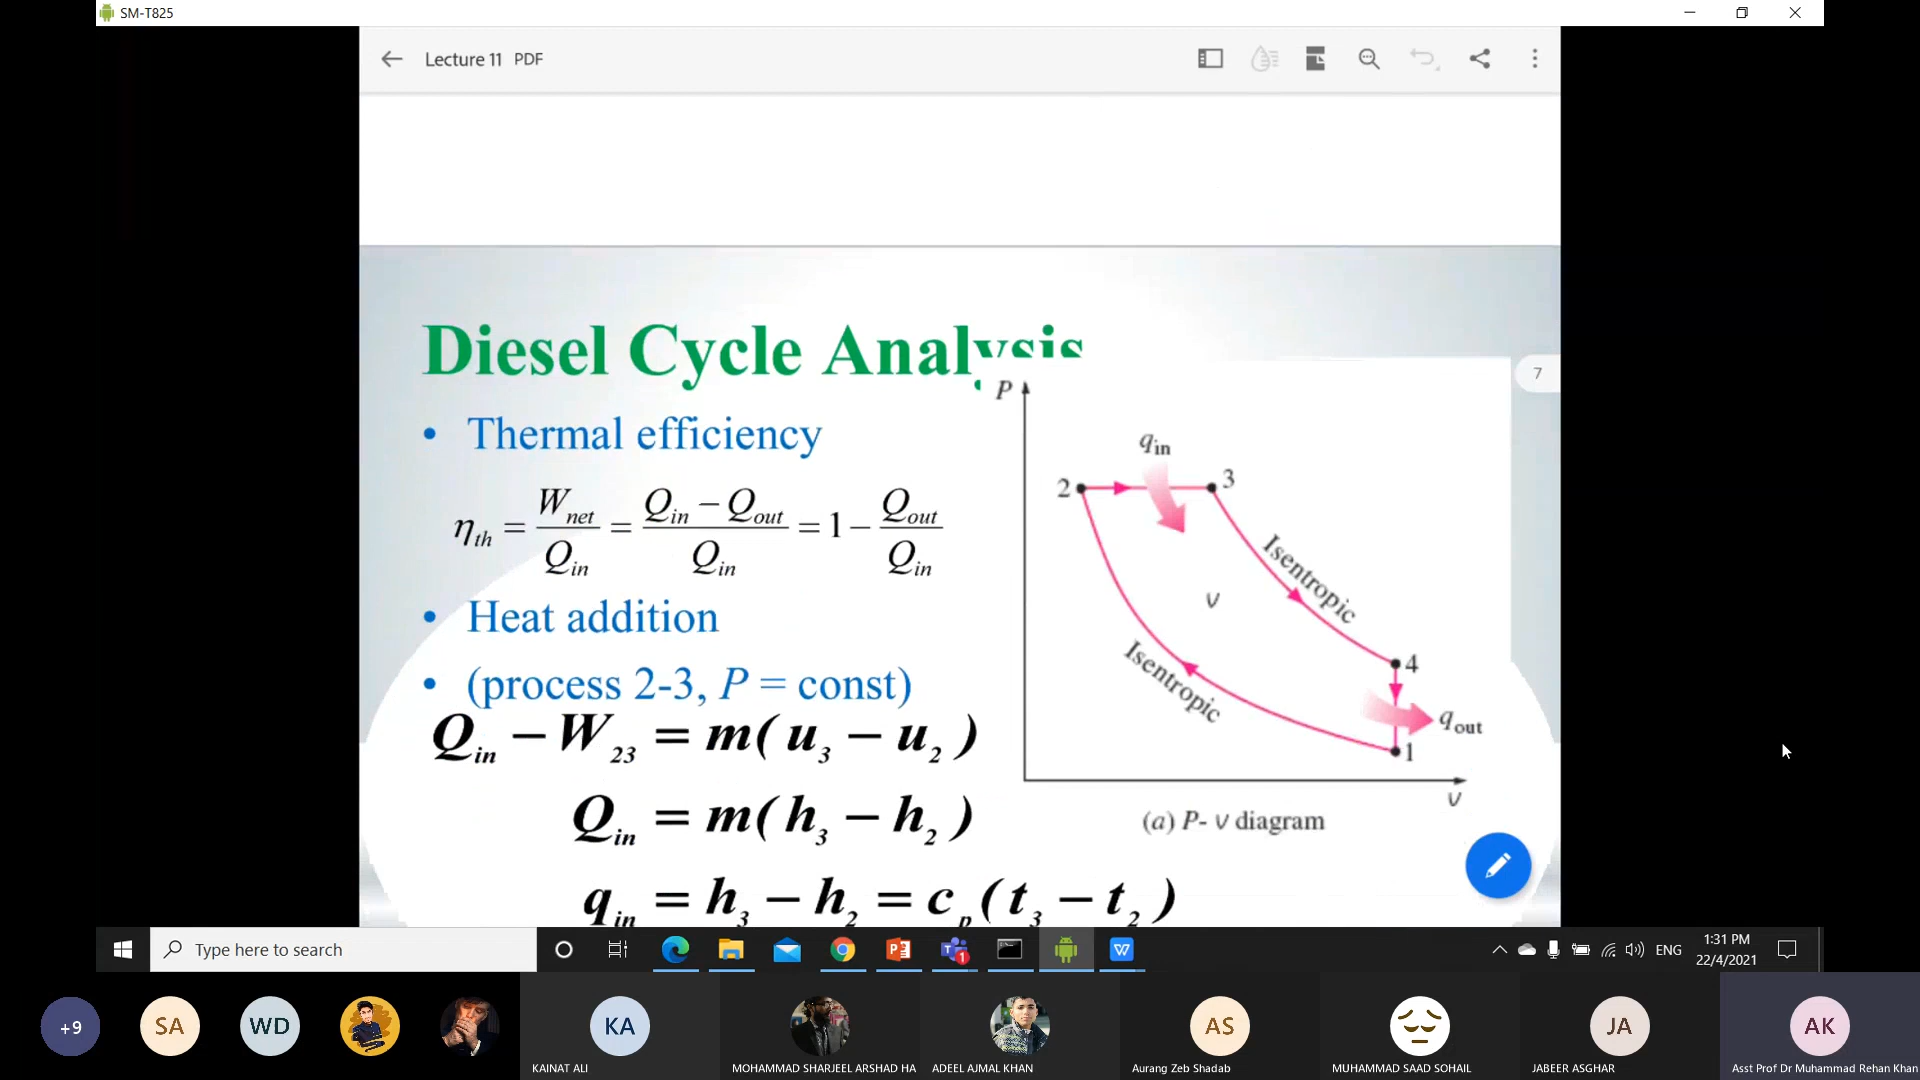 SM-T825
Lecture 11 PDF
Diesel Cycle Analysis
7
• Thermal efficiency
η_th = W_net / Q_in = (Q_in − Q_out) / Q_in = 1 − Q_out / Q_in
• Heat addition
• (process 2-3, P = const)
Q_in − W_23 = m( u_3 − u_2 )
Q_in = m( h_3 − h_2 )
q_in = h_3 − h_2 = c_p ( t_3 − t_2 )
P
q_in
2
3
Isentropic
v
Isentropic
4
q_out
1
v
(a) P- v diagram
Type here to search
1
W
ENG
1:31 PM
22/4/2021
+9
SA
WD
KA
AS
JA
AK
KAINAT ALI
MOHAMMAD SHARJEEL ARSHAD HA
ADEEL AJMAL KHAN
Aurang Zeb Shadab
MUHAMMAD SAAD SOHAIL
JABEER ASGHAR
Asst Prof Dr Muhammad Rehan Khan